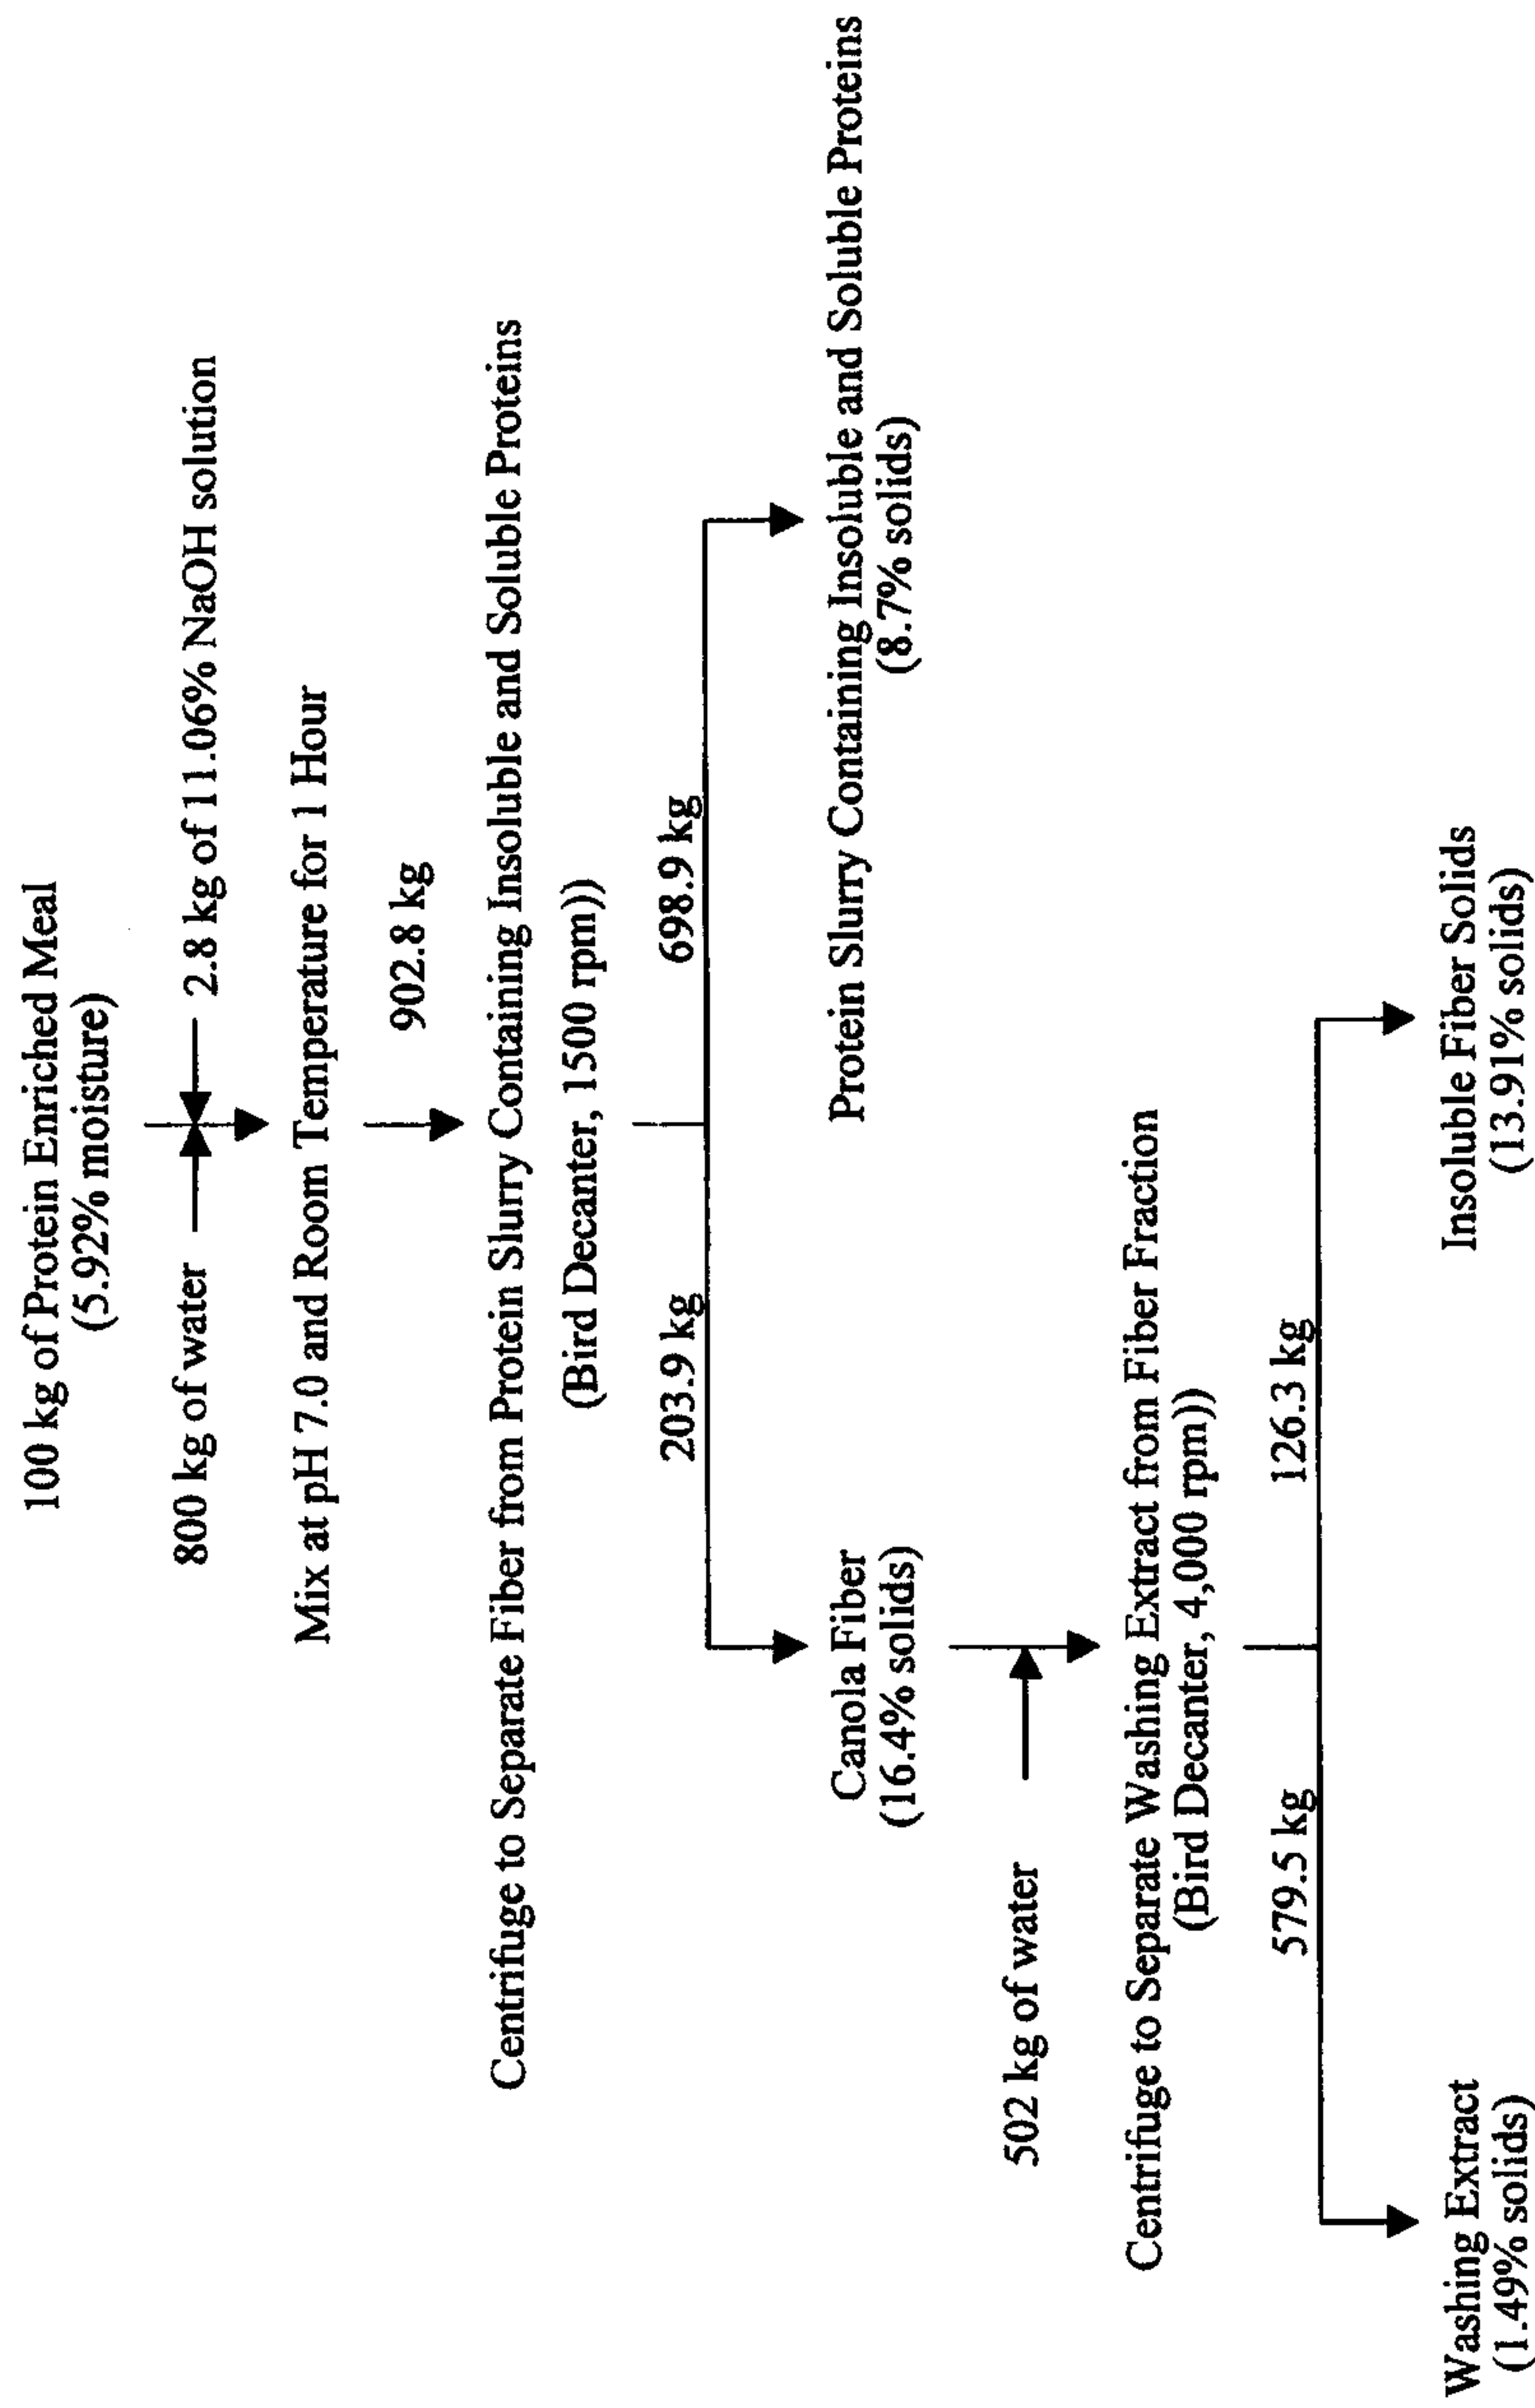 100 kg of Protein Enriched Meal
(5.92% moisture)
800 kg of water
2.8 kg of 11.06% NaOH solution
Mix at pH 7.0 and Room Temperature for 1 Hour
902.8 kg
Centrifuge to Separate Fiber from Protein Slurry Containing Insoluble and Soluble Proteins
(Bird Decanter, 1500 rpm))
203.9 kg
698.9 kg
Canola Fiber
(16.4% solids)
Protein Slurry Containing Insoluble and Soluble Proteins
(8.7% solids)
502 kg of water
Centrifuge to Separate Washing Extract from Fiber Fraction
(Bird Decanter, 4,000 rpm))
579.5 kg
126.3 kg
Washing Extract
(1.49% solids)
Insoluble Fiber Solids
(13.91% solids)